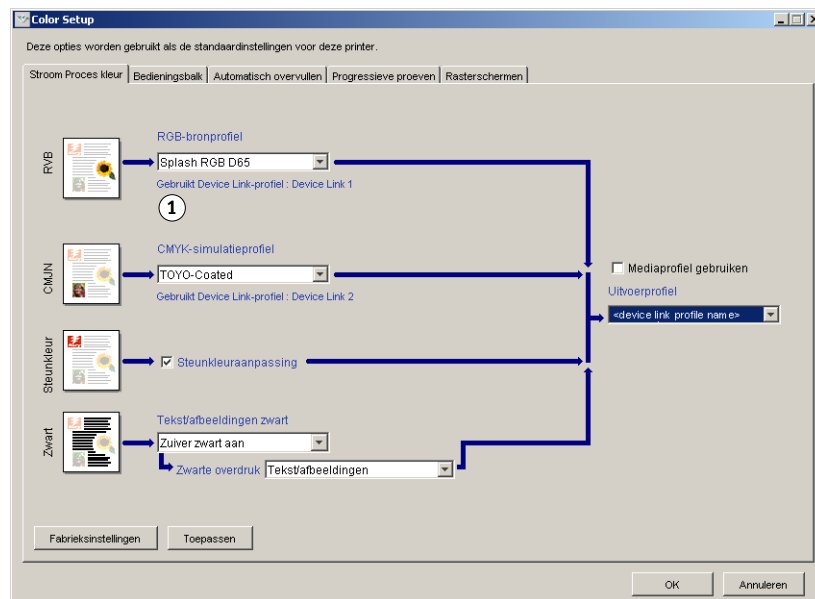 Color Setup
Deze opties worden gebruikt als de standaardinstellingen voor deze printer.
Stroom Proces kleur Bedieningsbalk Automatisch overvullen Progressieve proeven Rasterschermen
RVB
RGB-bronprofiel
Splash RGB D65
Gebruikt Device Link-profiel : Device Link 1
1
CMJN
CMYK-simulatieprofiel
TOYO-Coated
Gebruikt Device Link-profiel : Device Link 2
Mediaprofiel gebruiken
Uitvoerprofiel
<device link profile name>
Steunkleur
Steunkleuraanpassing
Zwart
Tekst/afbeeldingen zwart
Zuiver zwart aan
Zwarte overdruk Tekst/afbeeldingen
Fabrieksinstellingen Toepassen
OK Annuleren